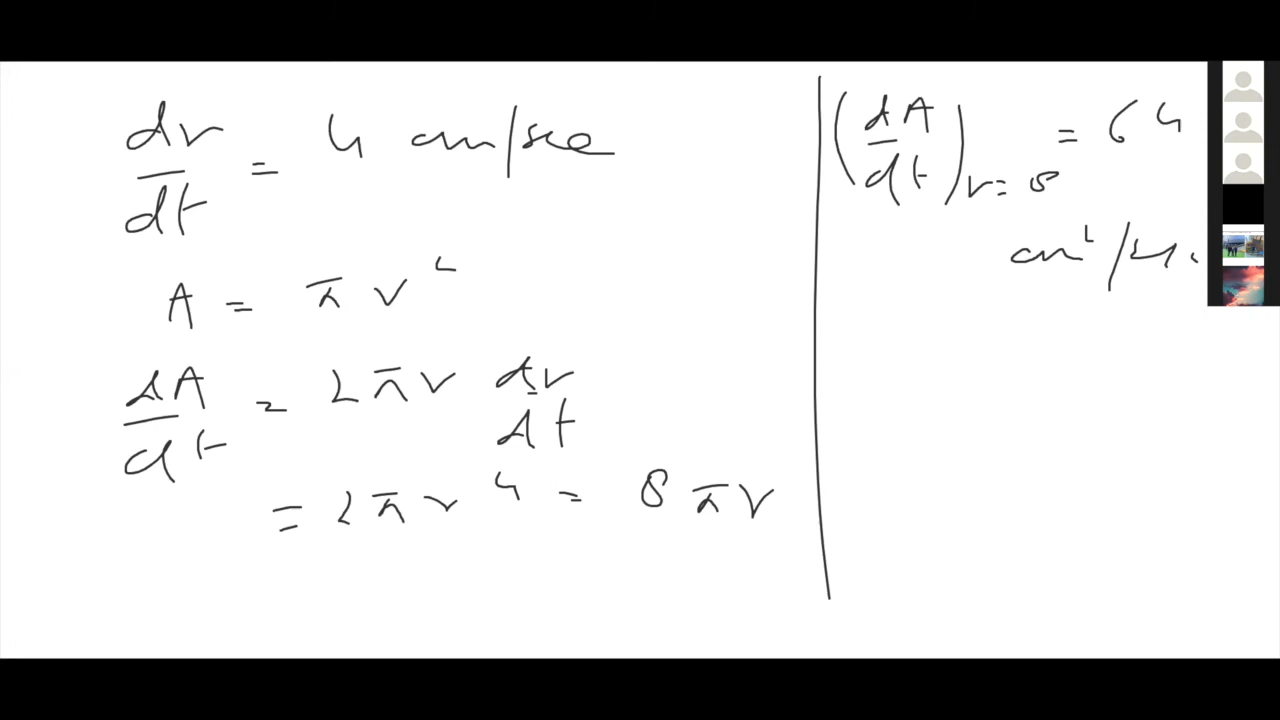 dr/dt = 4 cm/sec
A = πr²
dA/dt = 2πr dr/dt
= 2πr 4 = 8πr
(dA/dt)r=8 = 64
cm²/sec.